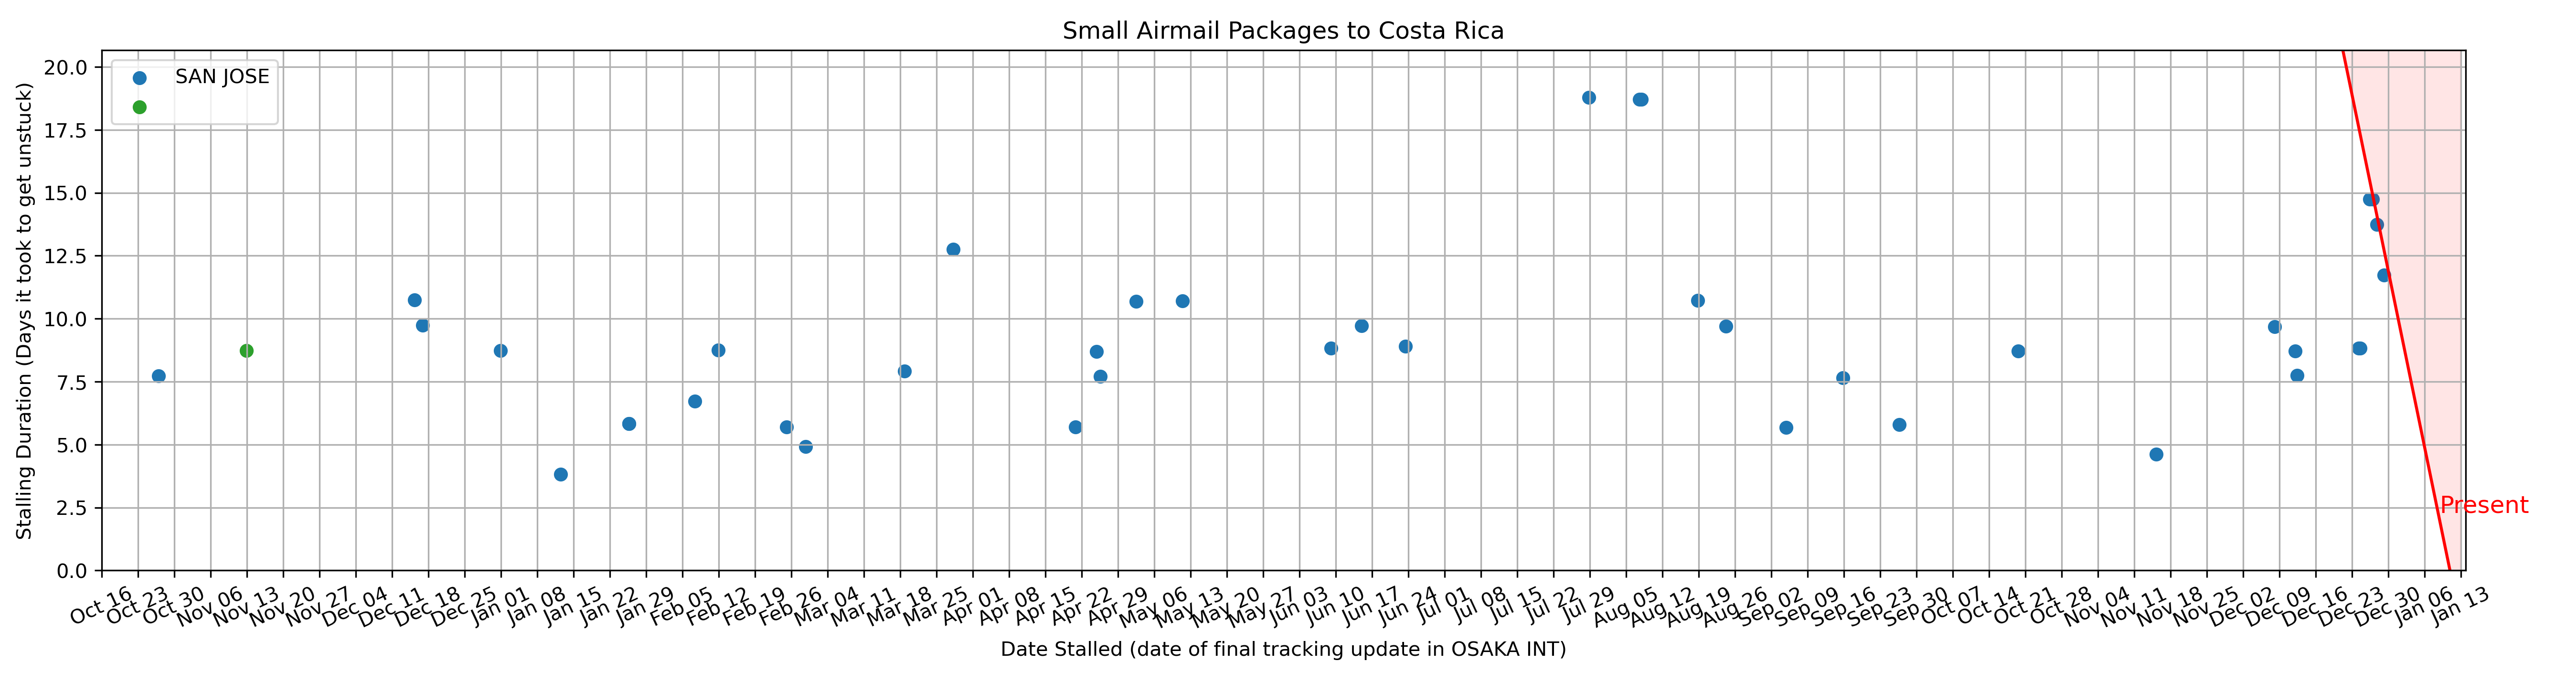 Small Airmail Packages to Costa Rica
Stalling Duration (Days it took to get unstuck)
20.0
17.5
15.0
12.5
10.0
7.5
5.0
2.5
0.0
SAN JOSE
Present
Oct 16
Oct 23
Oct 30
Nov 06
Nov 13
Nov 20
Nov 27
Dec 04
Dec 11
Dec 18
Dec 25
Jan 01
Jan 08
Jan 15
Jan 22
Jan 29
Feb 05
Feb 12
Feb 19
Feb 26
Mar 04
Mar 11
Mar 18
Mar 25
Apr 01
Apr 08
Apr 15
Apr 22
Apr 29
May 06
May 13
May 20
May 27
Jun 03
Jun 10
Jun 17
Jun 24
Jul 01
Jul 08
Jul 15
Jul 22
Jul 29
Aug 05
Aug 12
Aug 19
Aug 26
Sep 02
Sep 09
Sep 16
Sep 23
Sep 30
Oct 07
Oct 14
Oct 21
Oct 28
Nov 04
Nov 11
Nov 18
Nov 25
Dec 02
Dec 09
Dec 16
Dec 23
Dec 30
Jan 06
Jan 13
Date Stalled (date of final tracking update in OSAKA INT)